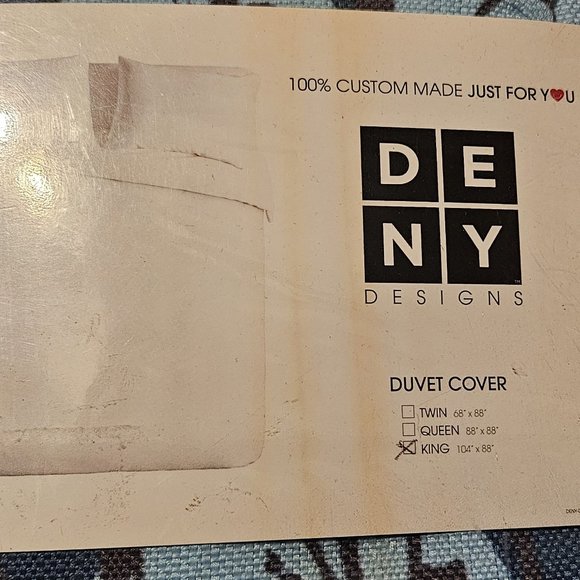 100% CUSTOM MADE JUST FOR Y❤U
DE
NY
DESIGNS
DUVET COVER
TWIN 68" x 88"
QUEEN 88" x 88"
KING 104" x 88"